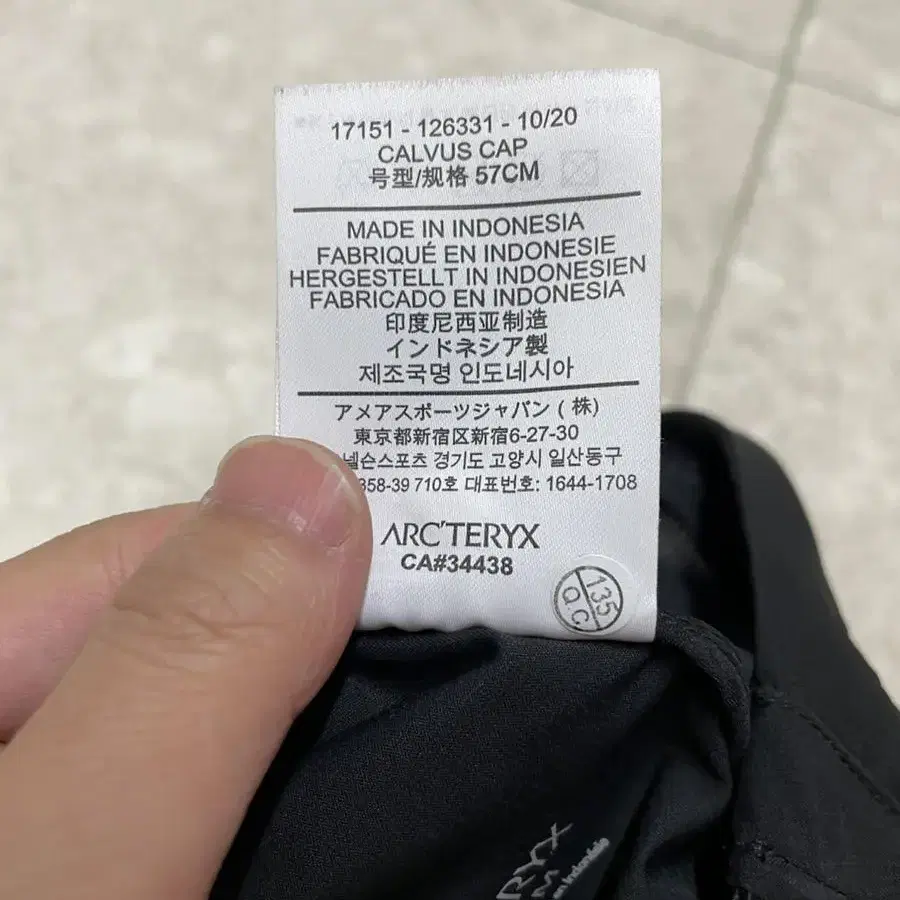 17151 - 126331 - 10/20
CALVUS CAP
号型/规格 57CM
MADE IN INDONESIA
FABRIQUÉ EN INDONESIE
HERGESTELLT IN INDONESIEN
FABRICADO EN INDONESIA
印度尼西亚制造
インドネシア製
제조국명 인도네시아
アメアスポーツジャパン (株)
東京都新宿区新宿6-27-30
넬슨스포츠 경기도 고양시 일산동구
358-39 710호 대표번호: 1644-1708
ARC'TERYX
CA#34438
135
Q.C.
RYX
en Indonésie